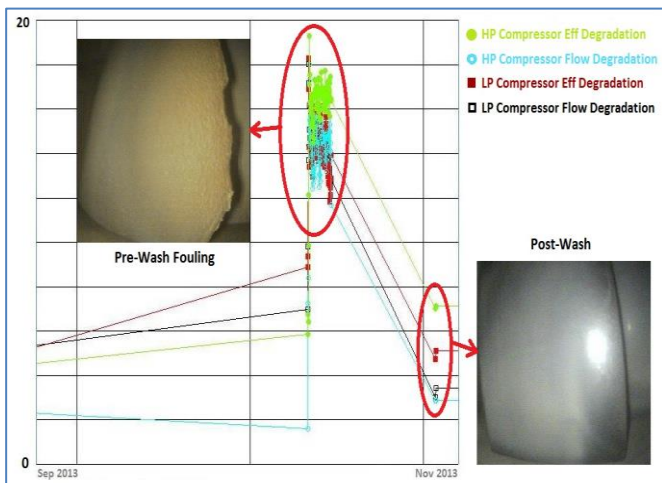 20
HP Compressor Eff Degradation
HP Compressor Flow Degradation
LP Compressor Eff Degradation
LP Compressor Flow Degradation
Pre-Wash Fouling
Post-Wash
0
Sep 2013
Nov 2013